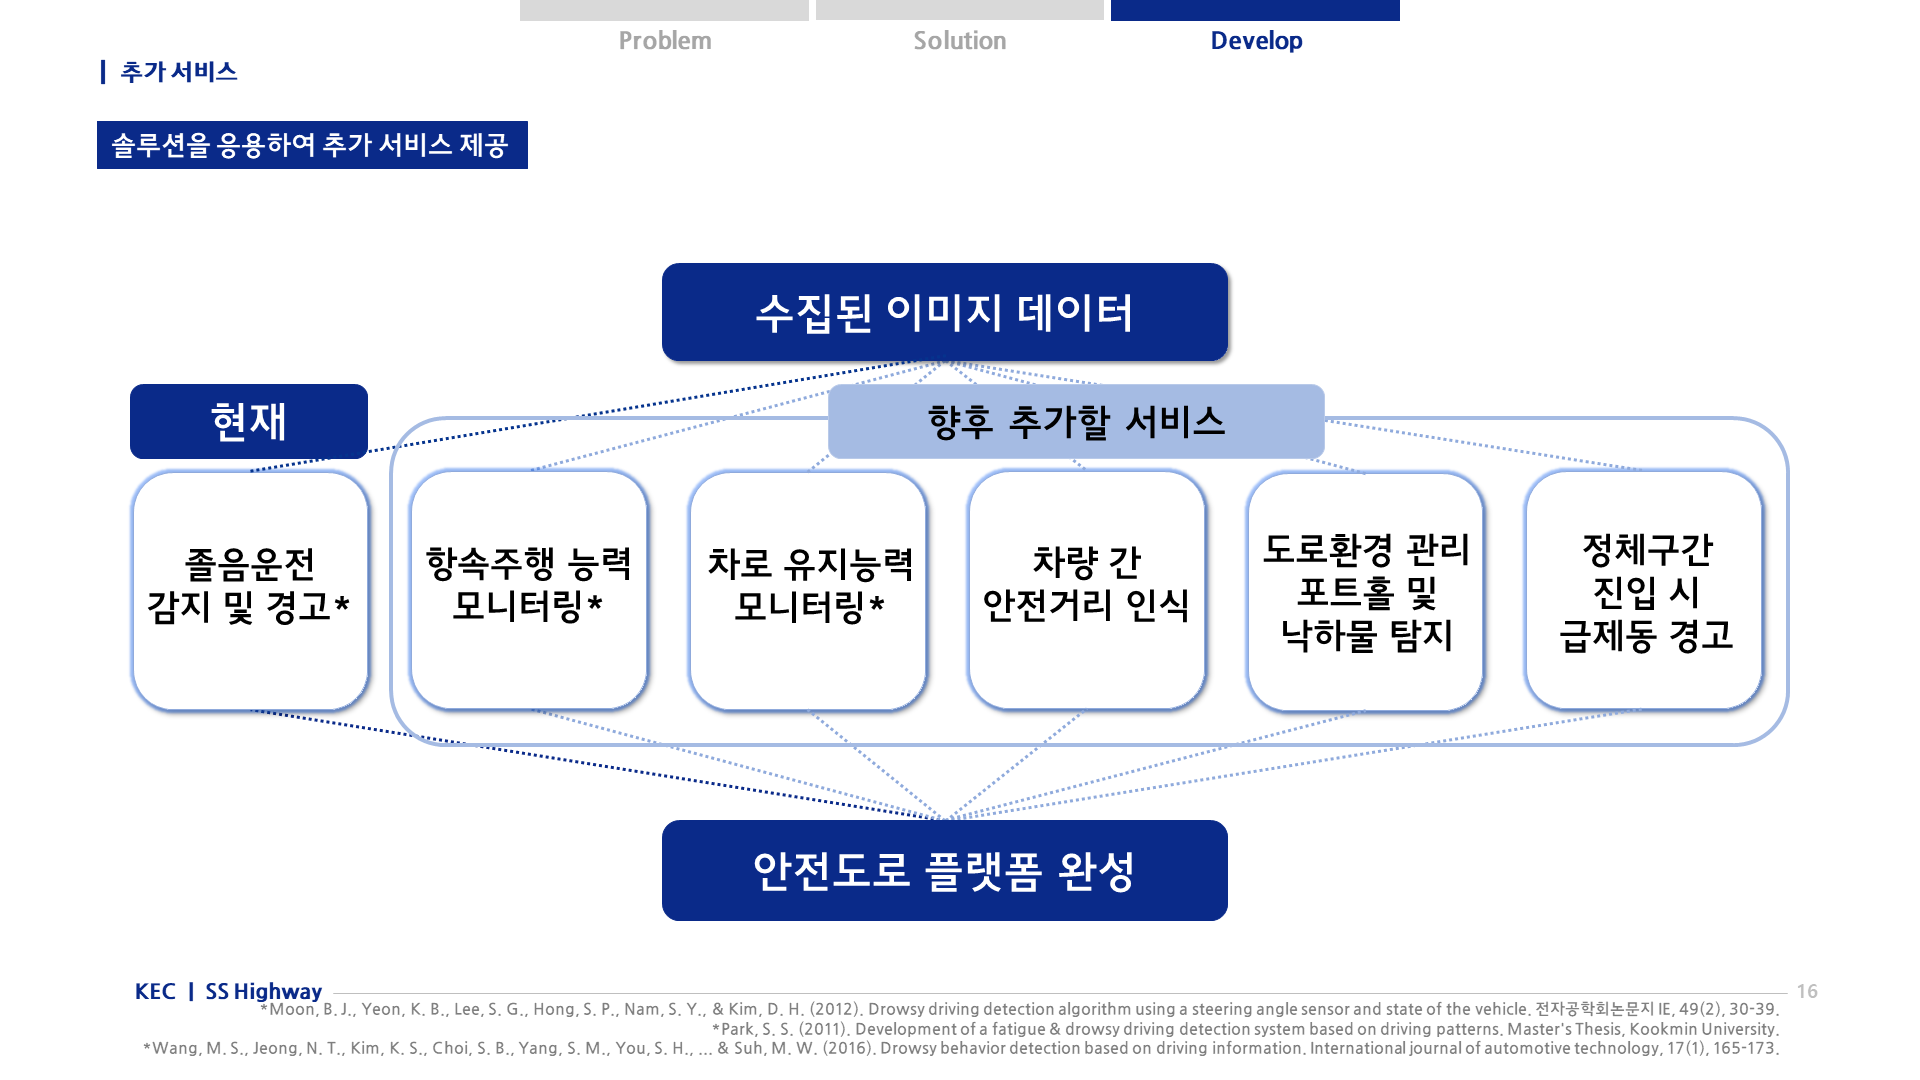 Problem
Solution
Develop
| 추가 서비스
솔루션을 응용하여 추가 서비스 제공
수집된 이미지 데이터
현재
향후 추가할 서비스
졸음운전
감지 및 경고*
항속주행 능력
모니터링*
차로 유지능력
모니터링*
차량 간
안전거리 인식
도로환경 관리
포트홀 및
낙하물 탐지
정체구간
진입 시
급제동 경고
안전도로 플랫폼 완성
KEC | SS Highway
16
*Moon, B. J., Yeon, K. B., Lee, S. G., Hong, S. P., Nam, S. Y., & Kim, D. H. (2012). Drowsy driving detection algorithm using a steering angle sensor and state of the vehicle. 전자공학회논문지 IE, 49(2), 30-39.
*Park, S. S. (2011). Development of a fatigue & drowsy driving detection system based on driving patterns. Master's Thesis, Kookmin University.
*Wang, M. S., Jeong, N. T., Kim, K. S., Choi, S. B., Yang, S. M., You, S. H., ... & Suh, M. W. (2016). Drowsy behavior detection based on driving information. International journal of automotive technology, 17(1), 165-173.